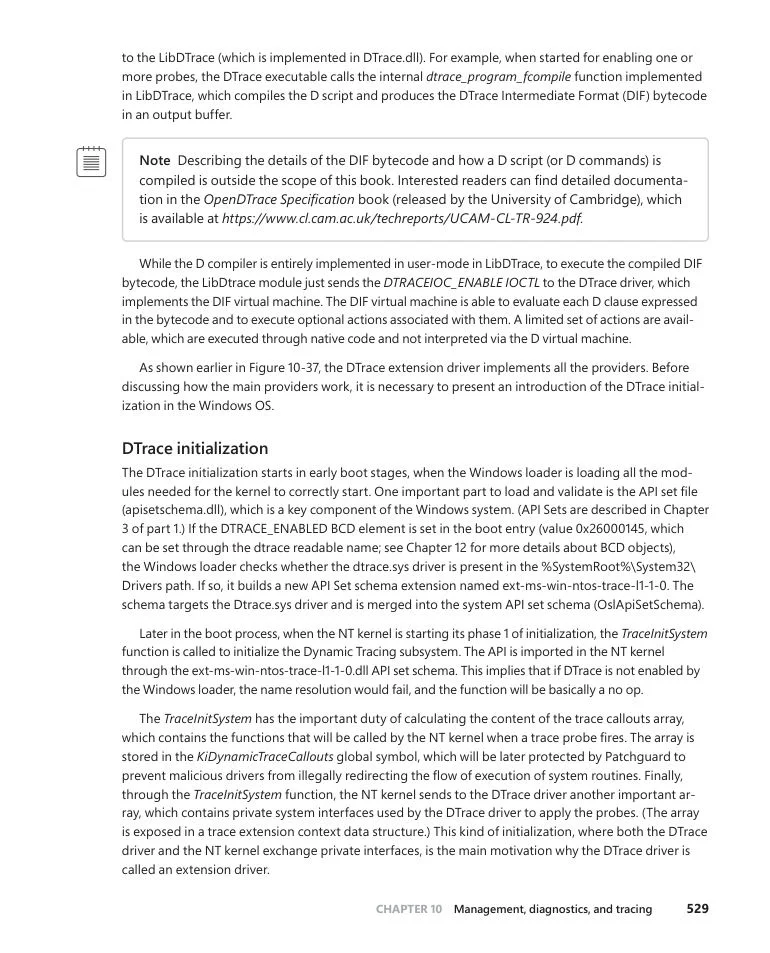 to the LibDTrace (which is implemented in DTrace.dll). For example, when started for enabling one or
more probes, the DTrace executable calls the internal dtrace_program_fcompile function implemented
in LibDTrace, which compiles the D script and produces the DTrace Intermediate Format (DIF) bytecode
in an output buffer.
Note Describing the details of the DIF bytecode and how a D script (or D commands) is
compiled is outside the scope of this book. Interested readers can find detailed documenta-
tion in the OpenDTrace Specification book (released by the University of Cambridge), which
is available at https://www.cl.cam.ac.uk/techreports/UCAM-CL-TR-924.pdf.
While the D compiler is entirely implemented in user-mode in LibDTrace, to execute the compiled DIF
bytecode, the LibDtrace module just sends the DTRACEIOC_ENABLE IOCTL to the DTrace driver, which
implements the DIF virtual machine. The DIF virtual machine is able to evaluate each D clause expressed
in the bytecode and to execute optional actions associated with them. A limited set of actions are avail-
able, which are executed through native code and not interpreted via the D virtual machine.
As shown earlier in Figure 10-37, the DTrace extension driver implements all the providers. Before
discussing how the main providers work, it is necessary to present an introduction of the DTrace initial-
ization in the Windows OS.
DTrace initialization
The DTrace initialization starts in early boot stages, when the Windows loader is loading all the mod-
ules needed for the kernel to correctly start. One important part to load and validate is the API set file
(apisetschema.dll), which is a key component of the Windows system. (API Sets are described in Chapter
3 of part 1.) If the DTRACE_ENABLED BCD element is set in the boot entry (value 0x26000145, which
can be set through the dtrace readable name; see Chapter 12 for more details about BCD objects),
the Windows loader checks whether the dtrace.sys driver is present in the %SystemRoot%\System32\
Drivers path. If so, it builds a new API Set schema extension named ext-ms-win-ntos-trace-l1-1-0. The
schema targets the Dtrace.sys driver and is merged into the system API set schema (OslApiSetSchema).
Later in the boot process, when the NT kernel is starting its phase 1 of initialization, the TraceInitSystem
function is called to initialize the Dynamic Tracing subsystem. The API is imported in the NT kernel
through the ext-ms-win-ntos-trace-l1-1-0.dll API set schema. This implies that if DTrace is not enabled by
the Windows loader, the name resolution would fail, and the function will be basically a no op.
The TraceInitSystem has the important duty of calculating the content of the trace callouts array,
which contains the functions that will be called by the NT kernel when a trace probe fires. The array is
stored in the KiDynamicTraceCallouts global symbol, which will be later protected by Patchguard to
prevent malicious drivers from illegally redirecting the flow of execution of system routines. Finally,
through the TraceInitSystem function, the NT kernel sends to the DTrace driver another important ar-
ray, which contains private system interfaces used by the DTrace driver to apply the probes. (The array
is exposed in a trace extension context data structure.) This kind of initialization, where both the DTrace
driver and the NT kernel exchange private interfaces, is the main motivation why the DTrace driver is
called an extension driver.
CHAPTER 10 Management, diagnostics, and tracing 529